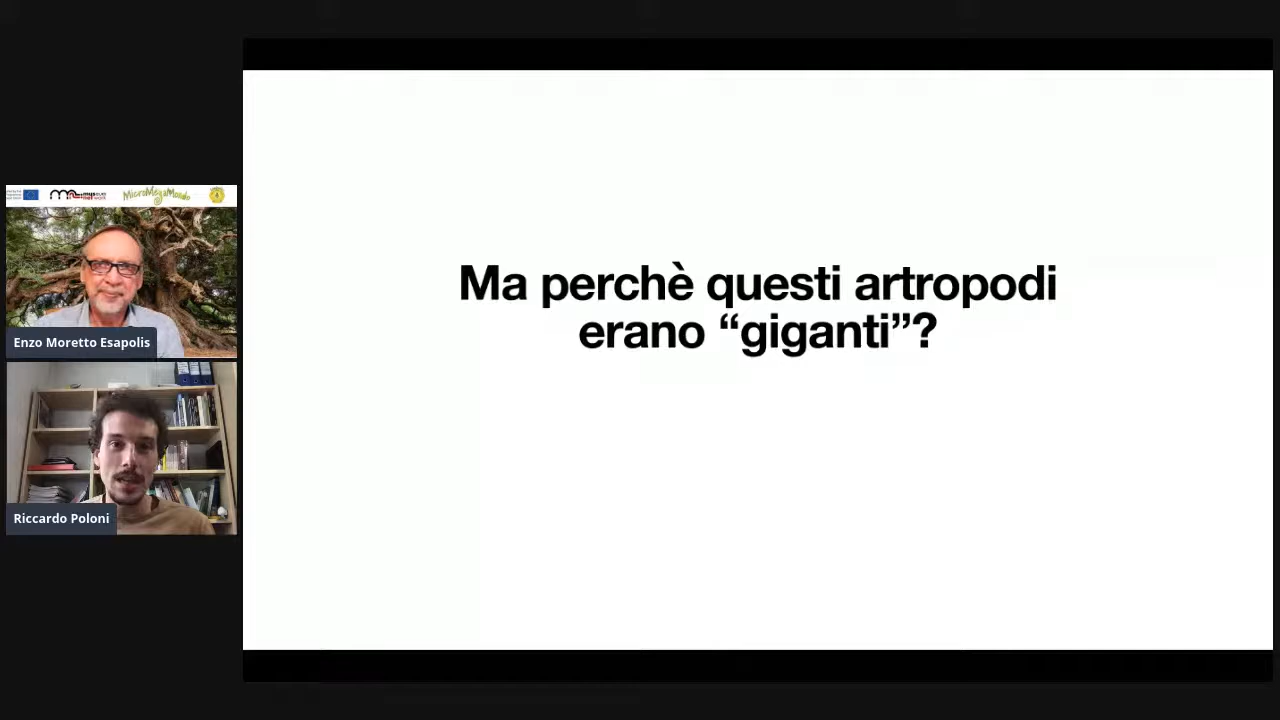 MicroMegaMondo
Enzo Moretto Esapolis
Riccardo Poloni
Ma perchè questi artropodi
erano “giganti”?